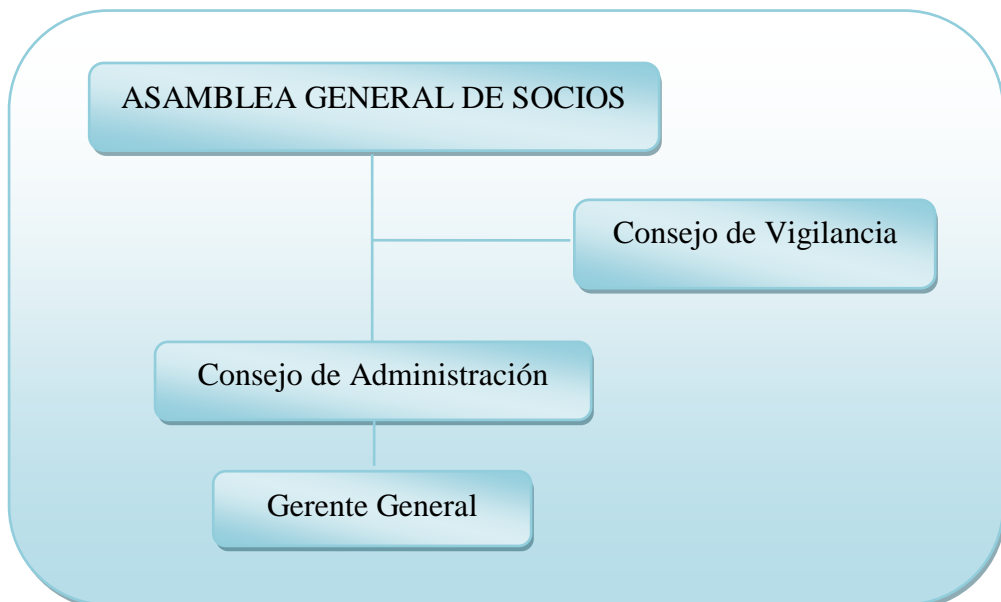 ASAMBLEA GENERAL DE SOCIOS
Consejo de Vigilancia
Consejo de Administración
Gerente General